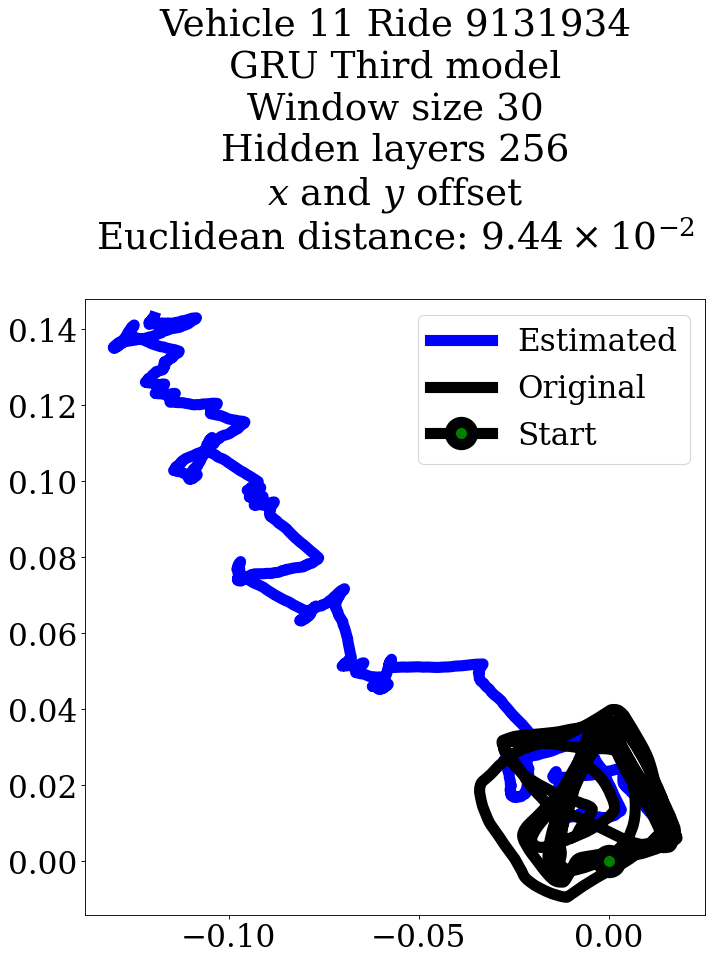 Vehicle 11 Ride 9131934
GRU Third model
Window size 30
Hidden layers 256
x and y offset
Euclidean distance: 9.44 × 10⁻²
Estimated
Original
Start
0.14
0.12
0.10
0.08
0.06
0.04
0.02
0.00
−0.10 −0.05 0.00